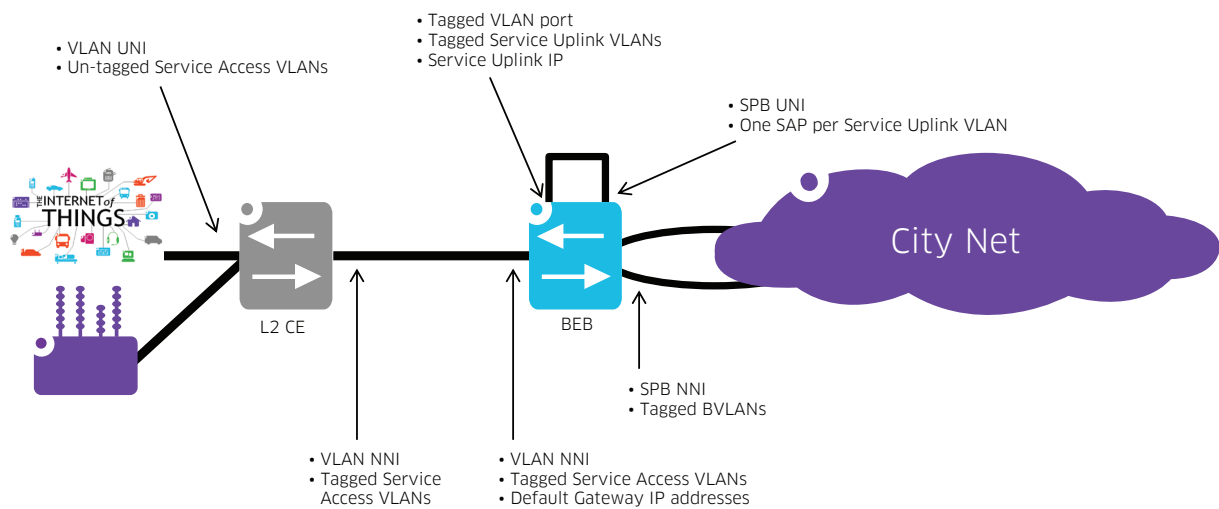 • Tagged VLAN port
• Tagged Service Uplink VLANs
• Service Uplink IP
• VLAN UNI
• Un-tagged Service Access VLANs
• SPB UNI
• One SAP per Service Uplink VLAN
THE INTERNET of
THINGS
City Net
L2 CE
BEB
• SPB NNI
• Tagged BVLANs
• VLAN NNI
• Tagged Service
Access VLANs
• VLAN NNI
• Tagged Service Access VLANs
• Default Gateway IP addresses